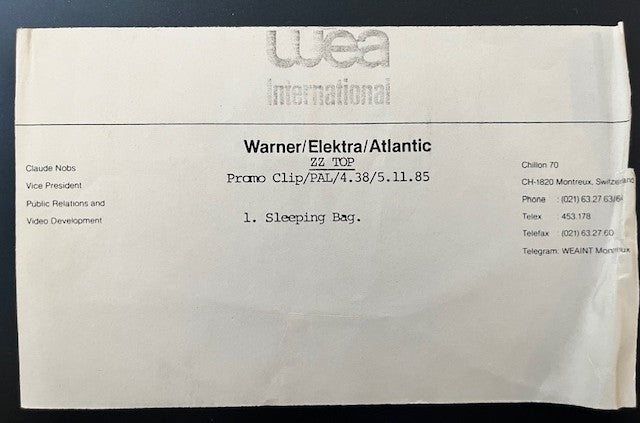 wea
International
Warner/Elektra/Atlantic
ZZ TOP
Promo Clip/PAL/4.38/5.11.85
1. Sleeping Bag.
Claude Nobs
Vice President
Public Relations and
Video Development
Chillon 70
CH-1820 Montreux, Switzerland
Phone : (021) 63.27.63/64
Telex : 453.178
Telefax : (021) 63.27.60
Telegram: WEAINT Montreux